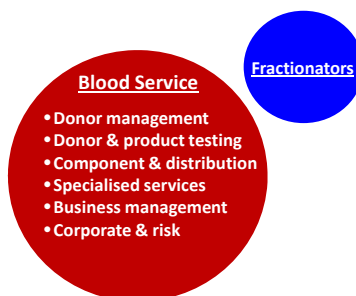 Fractionators
Blood Service
•Donor management
•Donor & product testing
•Component & distribution
•Specialised services
•Business management
•Corporate & risk